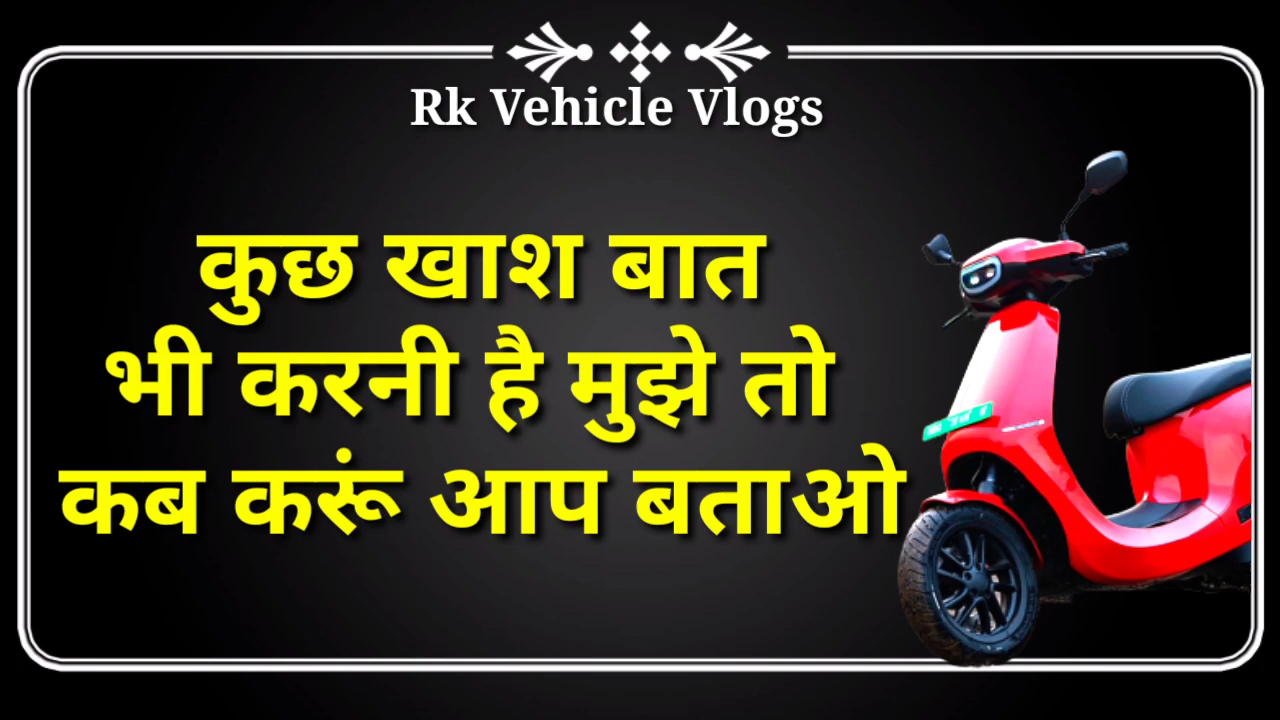 Rk Vehicle Vlogs
कुछ खाश बात
भी करनी है मुझे तो
कब करूं आप बताओ